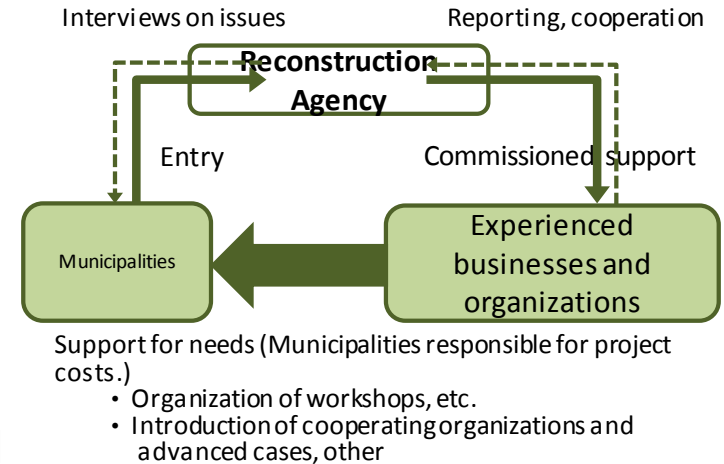 Interviews on issues
Reporting, cooperation
Reconstruction
Agency
Entry
Commissioned support
Municipalities
Experienced
businesses and
organizations
Support for needs (Municipalities responsible for project
costs.)
• Organization of workshops, etc.
• Introduction of cooperating organizations and
advanced cases, other